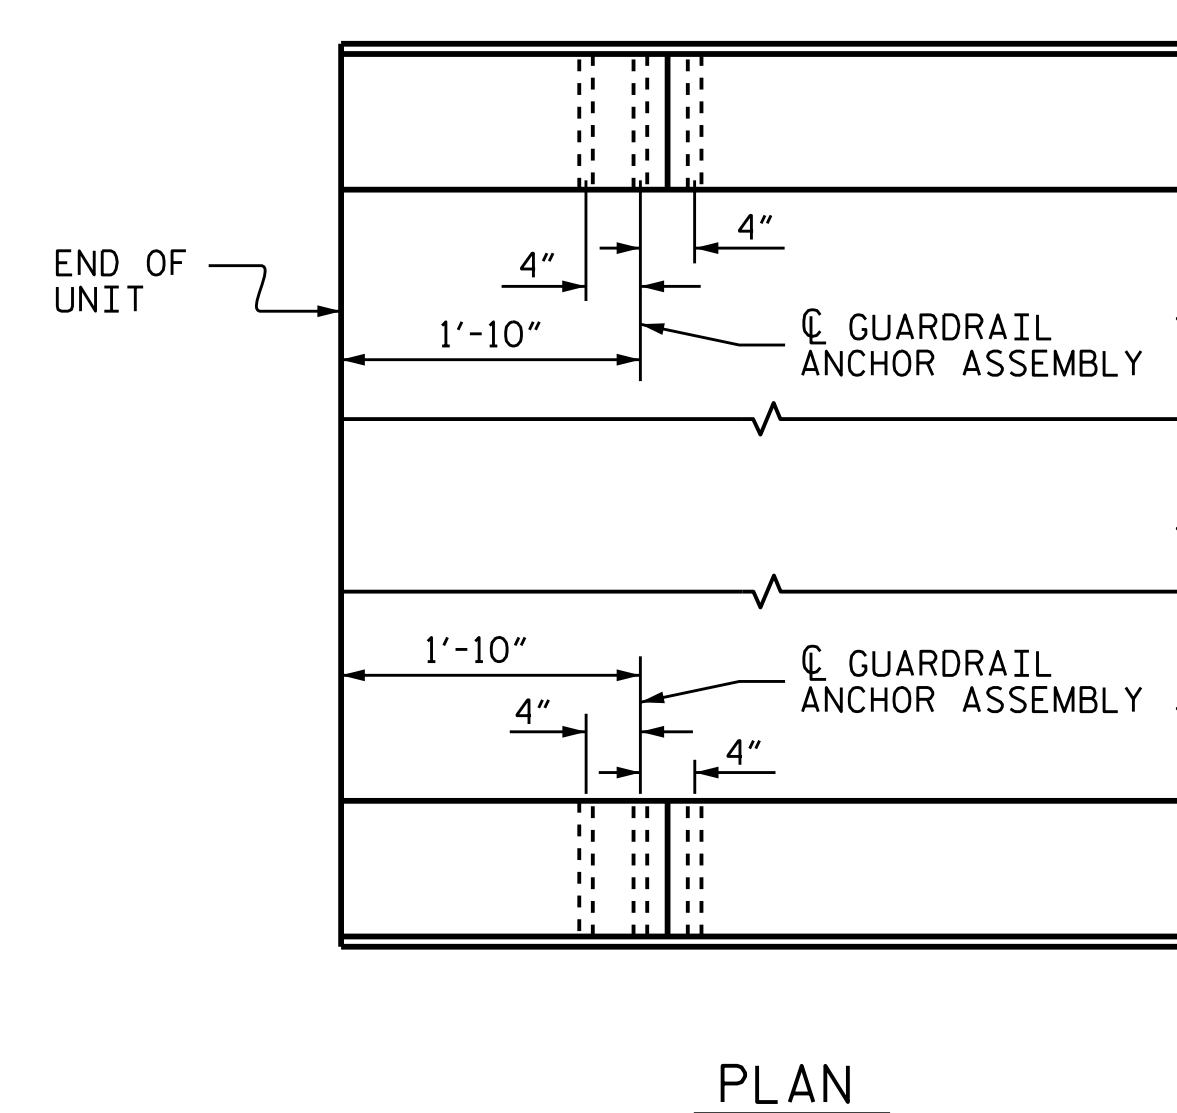 4"
4"
END OF
UNIT
1'-10"
℄ GUARDRAIL
ANCHOR ASSEMBLY
1'-10"
℄ GUARDRAIL
ANCHOR ASSEMBLY
4"
4"
PLAN